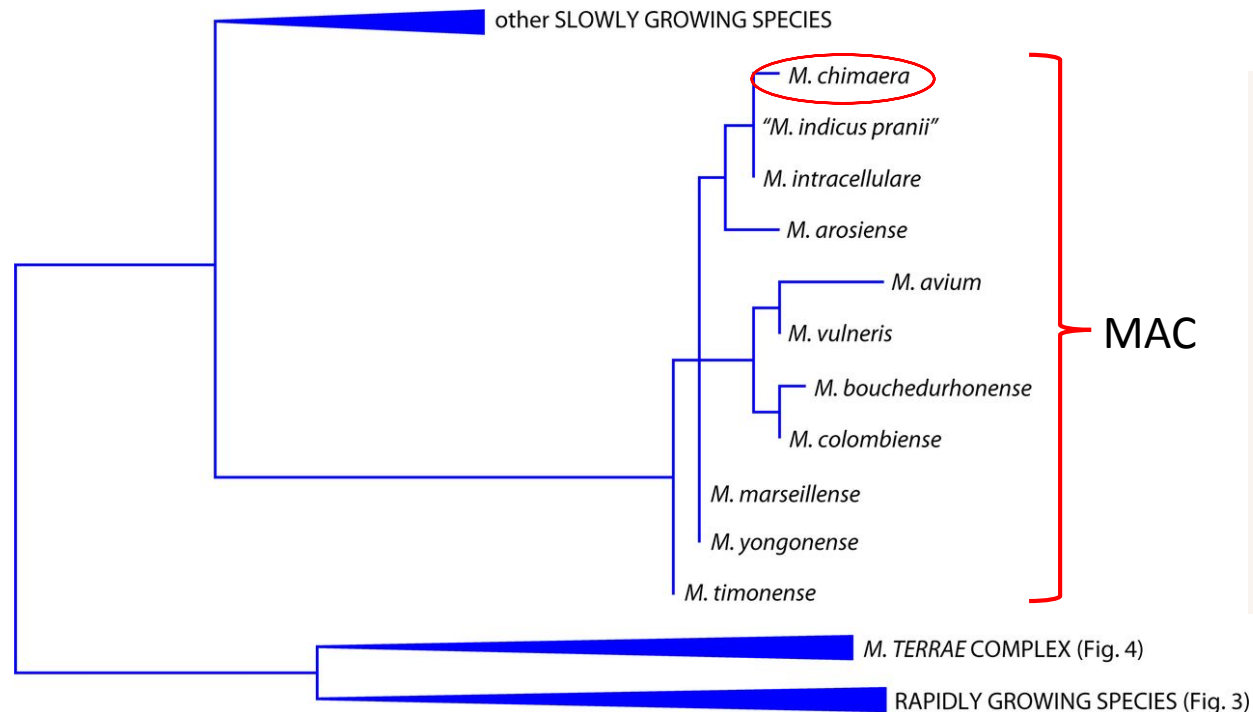 other SLOWLY GROWING SPECIES
M. chimaera
“M. indicus pranii”
M. intracellulare
M. arosiense
M. avium
M. vulneris
MAC
M. bouchedurhonense
M. colombiense
M. marseillense
M. yongonense
M. timonense
M. TERRAE COMPLEX (Fig. 4)
RAPIDLY GROWING SPECIES (Fig. 3)